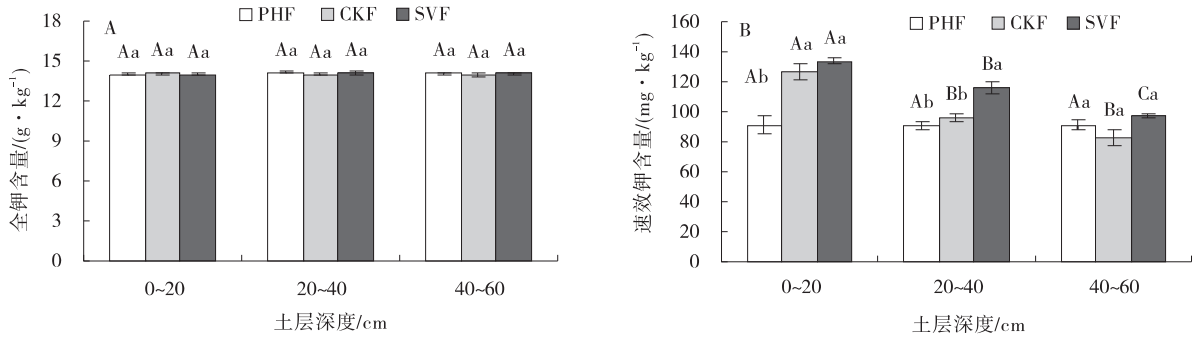 A
PHF CKF SVF
18
15
12
9
6
3
0
Aa Aa Aa
Aa Aa Aa
Aa Aa Aa
全钾含量/(g·kg⁻¹)
0~20 20~40 40~60
土层深度/cm
B
PHF CKF SVF
160
140
120
100
80
60
40
20
0
Ab Aa Aa
Ab Bb Ba
Aa Ba Ca
速效钾含量/(mg·kg⁻¹)
0~20 20~40 40~60
土层深度/cm